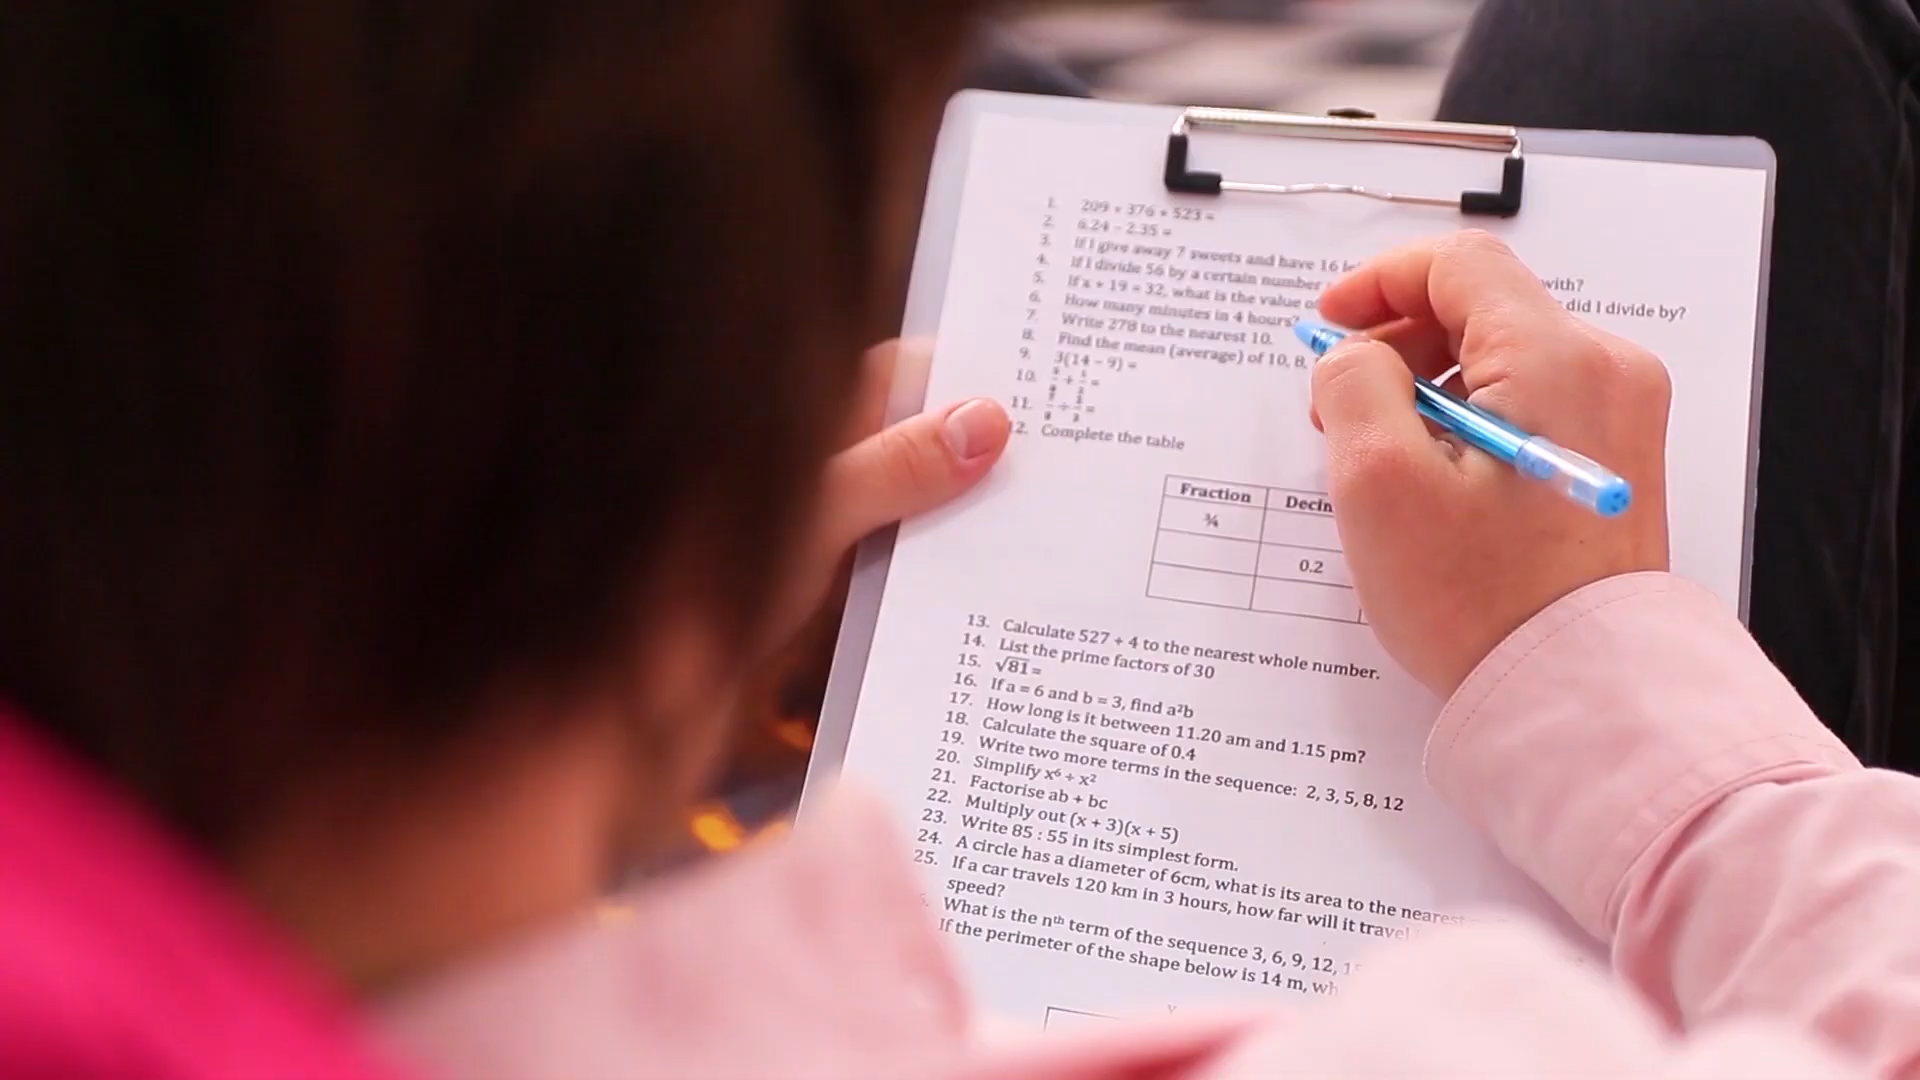 1. 209 + 376 + 523 =
2. 6.24 - 2.35 =
3. If I give away 7 sweets and have 16 with?
4. If I divide 56 by a certain number did I divide by?
5. If x + 19 = 32, what is the value of
6. How many minutes in 4 hours?
7. Write 278 to the nearest 10.
8. Find the mean (average) of 10, 8,
9. 3(14 - 9) =
10.
11.
12. Complete the table
Fraction Decim
¾
0.2
13. Calculate 527 ÷ 4 to the nearest whole number.
14. List the prime factors of 30
15. √81 =
16. If a = 6 and b = 3, find a²b
17. How long is it between 11.20 am and 1.15 pm?
18. Calculate the square of 0.4
19. Write two more terms in the sequence: 2, 3, 5, 8, 12
20. Simplify x⁶ ÷ x²
21. Factorise ab + bc
22. Multiply out (x + 3)(x + 5)
23. Write 85 : 55 in its simplest form.
24. A circle has a diameter of 6cm, what is its area to the nearest
25. If a car travels 120 km in 3 hours, how far will it travel
speed?
What is the nᵗʰ term of the sequence 3, 6, 9, 12,
If the perimeter of the shape below is 14 m,